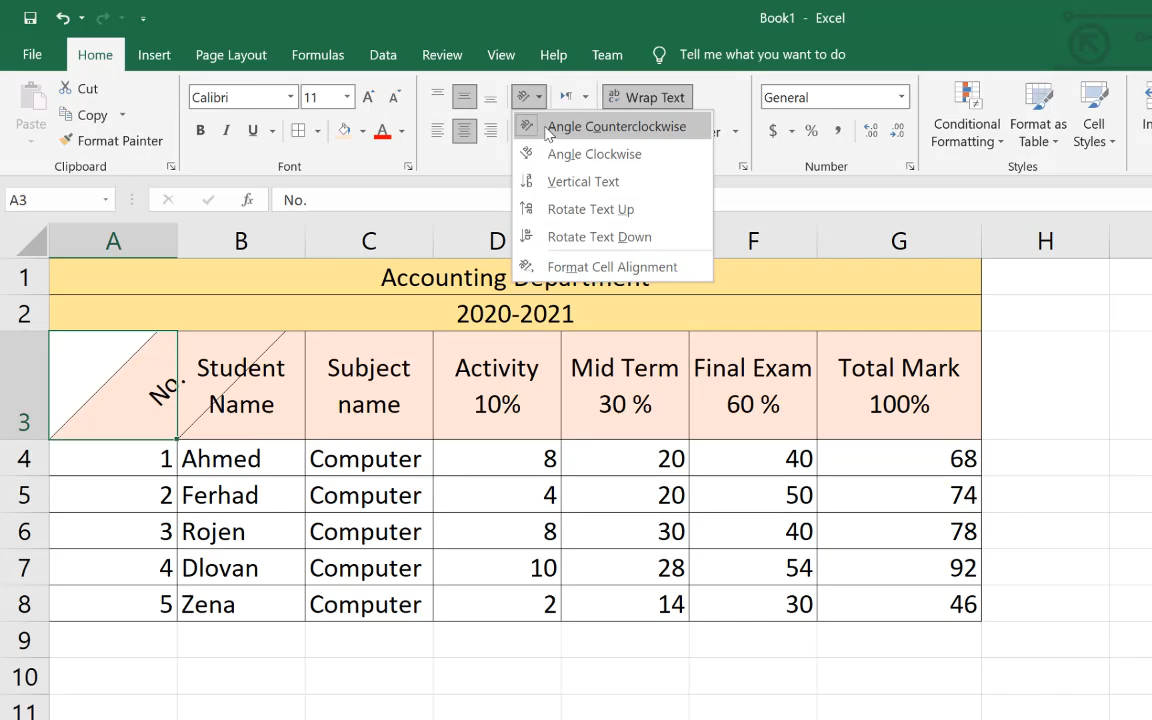 Book1 - Excel
File Home Insert Page Layout Formulas Data Review View Help Team Tell me what you want to do
Paste
Cut
Copy
Format Painter
Clipboard
Calibri 11
B I U
Font
Wrap Text
Angle Counterclockwise
Angle Clockwise
Vertical Text
Rotate Text Up
Rotate Text Down
Format Cell Alignment
General
$ % ,
Number
Conditional Formatting
Format as Table
Cell Styles
Styles
A3 fx No.
A B C D F G H
1 Accounting Department
2 2020-2021
3 No. Student Name Subject name Activity 10% Mid Term 30 % Final Exam 60 % Total Mark 100%
4 1 Ahmed Computer 8 20 40 68
5 2 Ferhad Computer 4 20 50 74
6 3 Rojen Computer 8 30 40 78
7 4 Dlovan Computer 10 28 54 92
8 5 Zena Computer 2 14 30 46
9
10
11